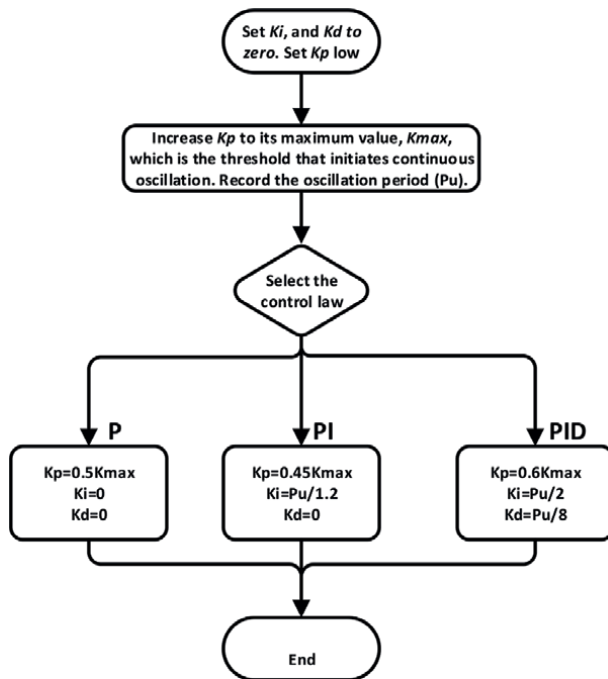 Set Ki, and Kd to
zero. Set Kp low
Increase Kp to its maximum value, Kmax,
which is the threshold that initiates continuous
oscillation. Record the oscillation period (Pu).
Select the
control law
P
PI
PID
Kp=0.5Kmax
Ki=0
Kd=0
Kp=0.45Kmax
Ki=Pu/1.2
Kd=0
Kp=0.6Kmax
Ki=Pu/2
Kd=Pu/8
End